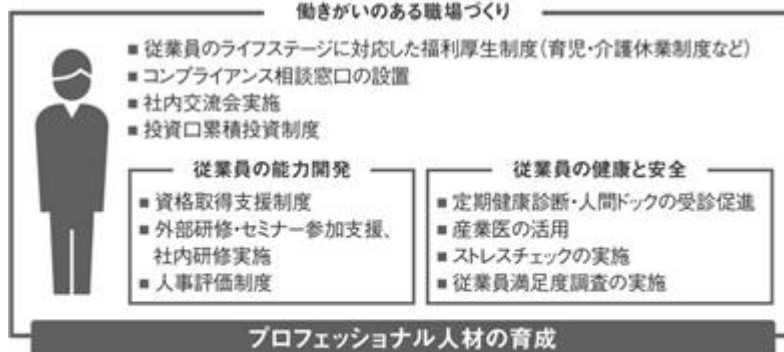 働きがいのある職場づくり
■ 従業員のライフステージに対応した福利厚生制度(育児・介護休業制度など)
■ コンプライアンス相談窓口の設置
■ 社内交流会実施
■ 投資口累積投資制度
従業員の能力開発
■ 資格取得支援制度
■ 外部研修・セミナー参加支援、
社内研修実施
■ 人事評価制度
従業員の健康と安全
■ 定期健康診断・人間ドックの受診促進
■ 産業医の活用
■ ストレスチェックの実施
■ 従業員満足度調査の実施
プロフェッショナル人材の育成